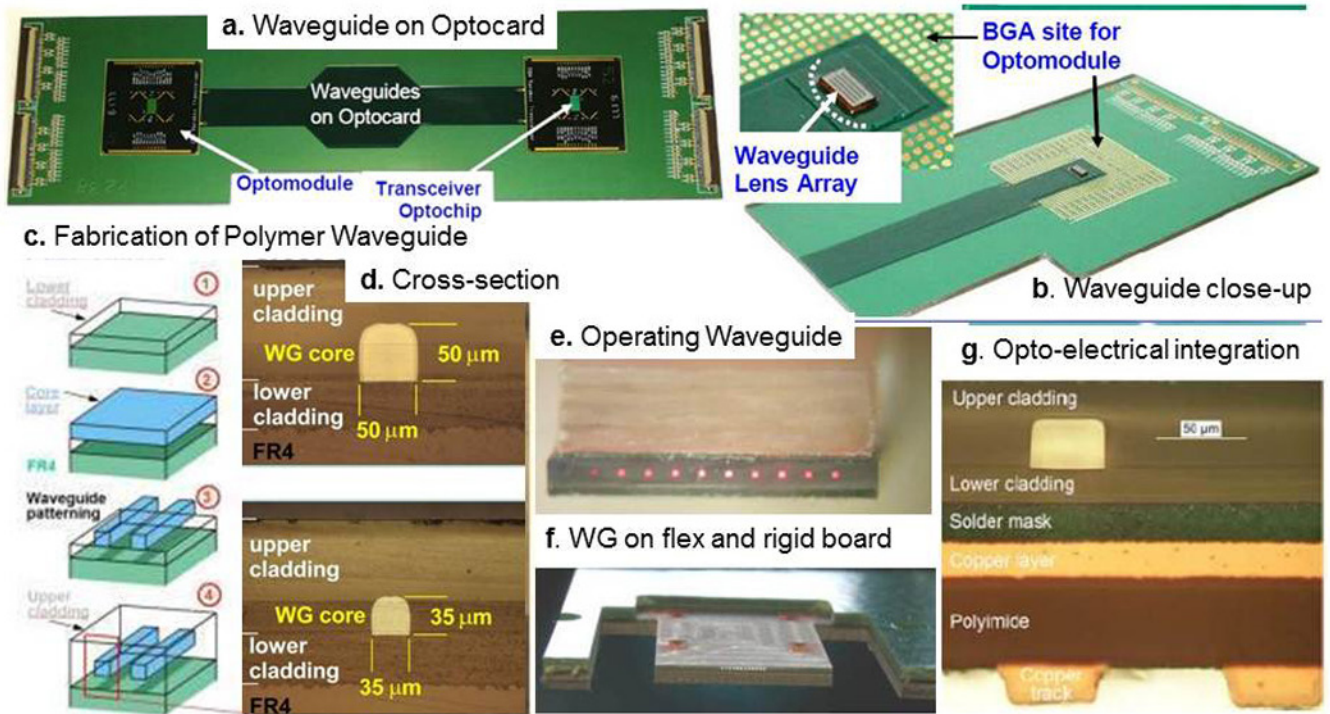 a. Waveguide on Optocard
Waveguides
on Optocard
Optomodule
Transceiver
Optochip
BGA site for
Optomodule
Waveguide
Lens Array
b. Waveguide close-up
c. Fabrication of Polymer Waveguide
Lower
cladding
1
2
Core
layer
FR4
Waveguide
patterning
3
Upper
cladding
4
d. Cross-section
upper
cladding
WG core
50 μm
lower
cladding
50 μm
FR4
upper
cladding
WG core
35 μm
lower
cladding
35 μm
FR4
e. Operating Waveguide
f. WG on flex and rigid board
g. Opto-electrical integration
Upper cladding
50 μm
Lower cladding
Solder mask
Copper layer
Polyimice
Copper
track